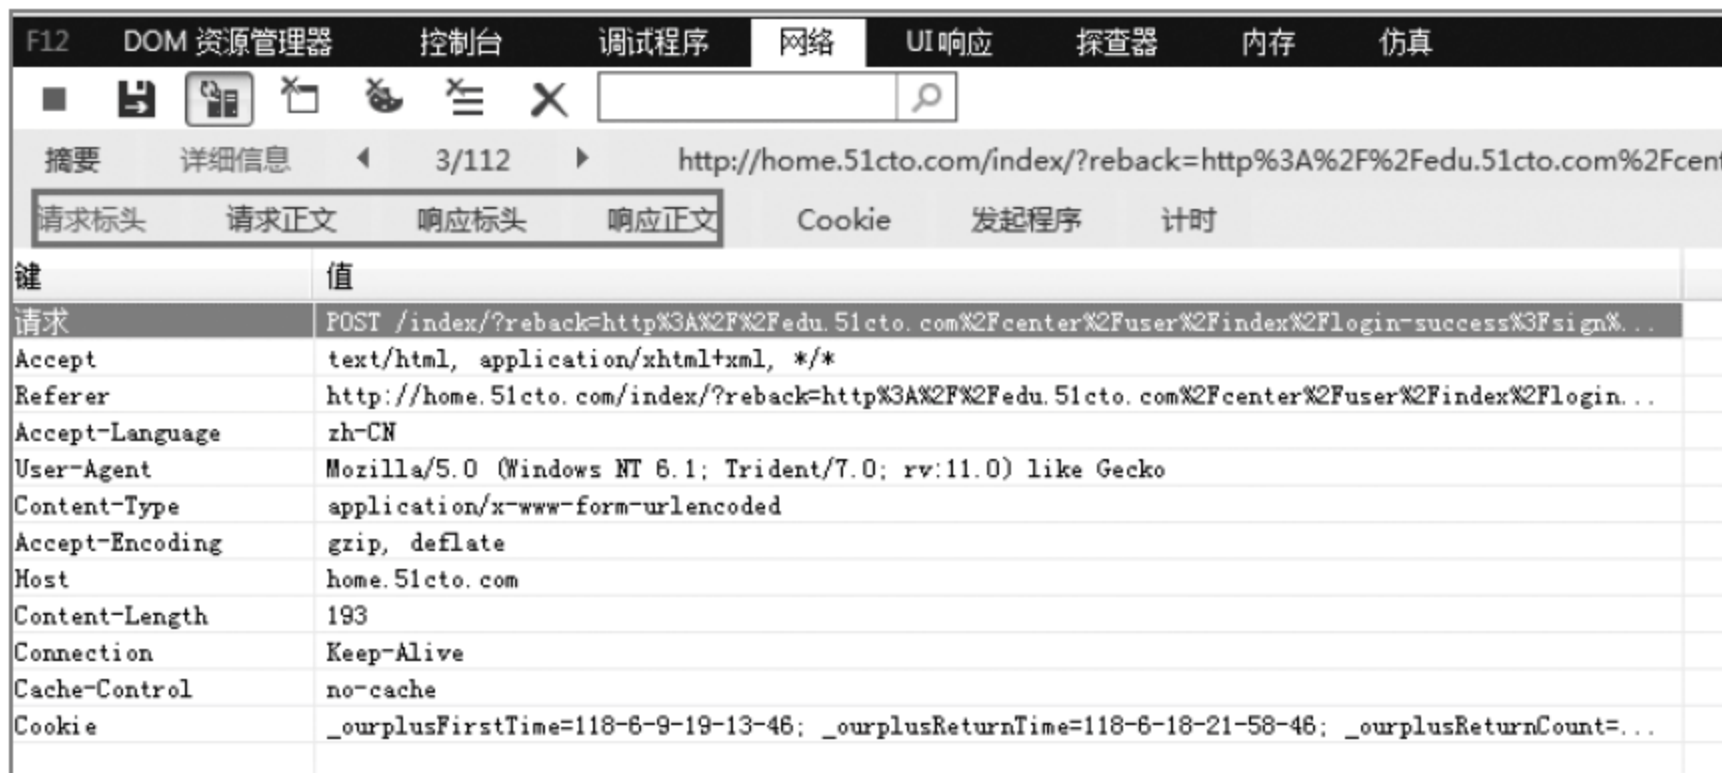 F12 DOM 资源管理器 控制台 调试程序 网络 UI 响应 探查器 内存 仿真
摘要 详细信息 3/112 http://home.51cto.com/index/?reback=http%3A%2F%2Fedu.51cto.com%2Fcent
请求标头 请求正文 响应标头 响应正文 Cookie 发起程序 计时
键 值
请求 POST /index/?reback=http%3A%2F%2Fedu.51cto.com%2Fcenter%2Fuser%2Findex%2Flogin-success%3Fsign%...
Accept text/html, application/xhtml+xml, */*
Referer http://home.51cto.com/index/?reback=http%3A%2F%2Fedu.51cto.com%2Fcenter%2Fuser%2Findex%2Flogin...
Accept-Language zh-CN
User-Agent Mozilla/5.0 (Windows NT 6.1; Trident/7.0; rv:11.0) like Gecko
Content-Type application/x-www-form-urlencoded
Accept-Encoding gzip, deflate
Host home.51cto.com
Content-Length 193
Connection Keep-Alive
Cache-Control no-cache
Cookie _ourplusFirstTime=118-6-9-19-13-46; _ourplusReturnTime=118-6-18-21-58-46; _ourplusReturnCount=...